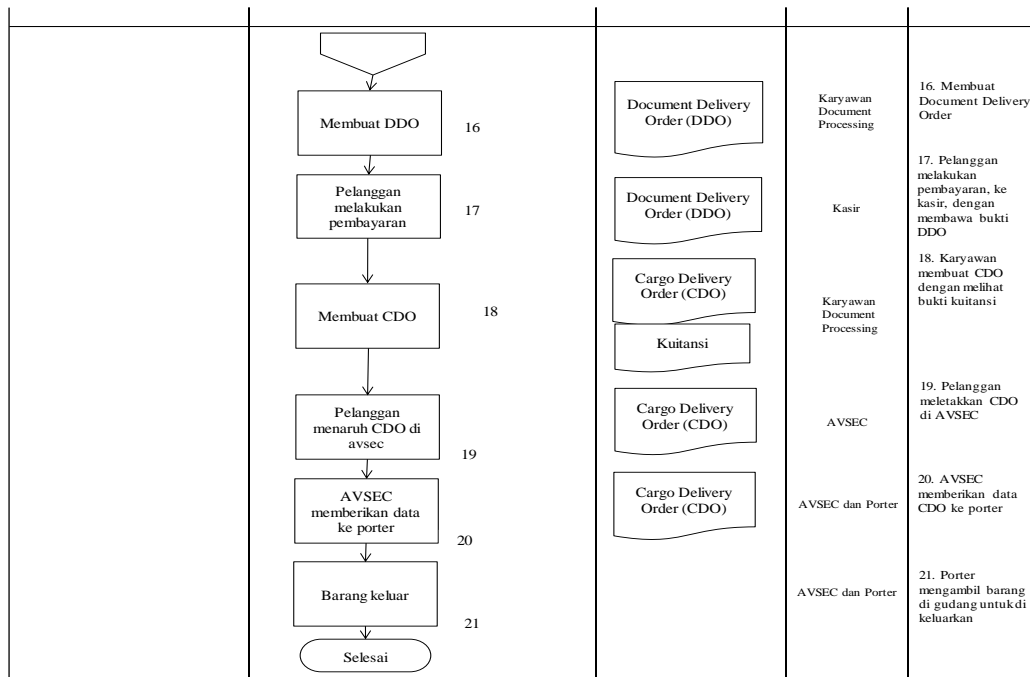 Membuat DDO
16
Document Delivery
Order (DDO)
Karyawan
Document
Processing
16. Membuat
Document Delivery
Order
Pelanggan
melakukan
pembayaran
17
Document Delivery
Order (DDO)
Kasir
17. Pelanggan
melakukan
pembayaran, ke
kasir, dengan
membawa bukti
DDO
Membuat CDO
18
Cargo Delivery
Order (CDO)
Kuitansi
Karyawan
Document
Processing
18. Karyawan
membuat CDO
dengan melihat
bukti kuitansi
Pelanggan
menaruh CDO di
avsec
19
Cargo Delivery
Order (CDO)
AVSEC
19. Pelanggan
meletakkan CDO
di AVSEC
AVSEC
memberikan data
ke porter
20
Cargo Delivery
Order (CDO)
AVSEC dan Porter
20. AVSEC
memberikan data
CDO ke porter
Barang keluar
21
AVSEC dan Porter
21. Porter
mengambil barang
di gudang untuk di
keluarkan
Selesai